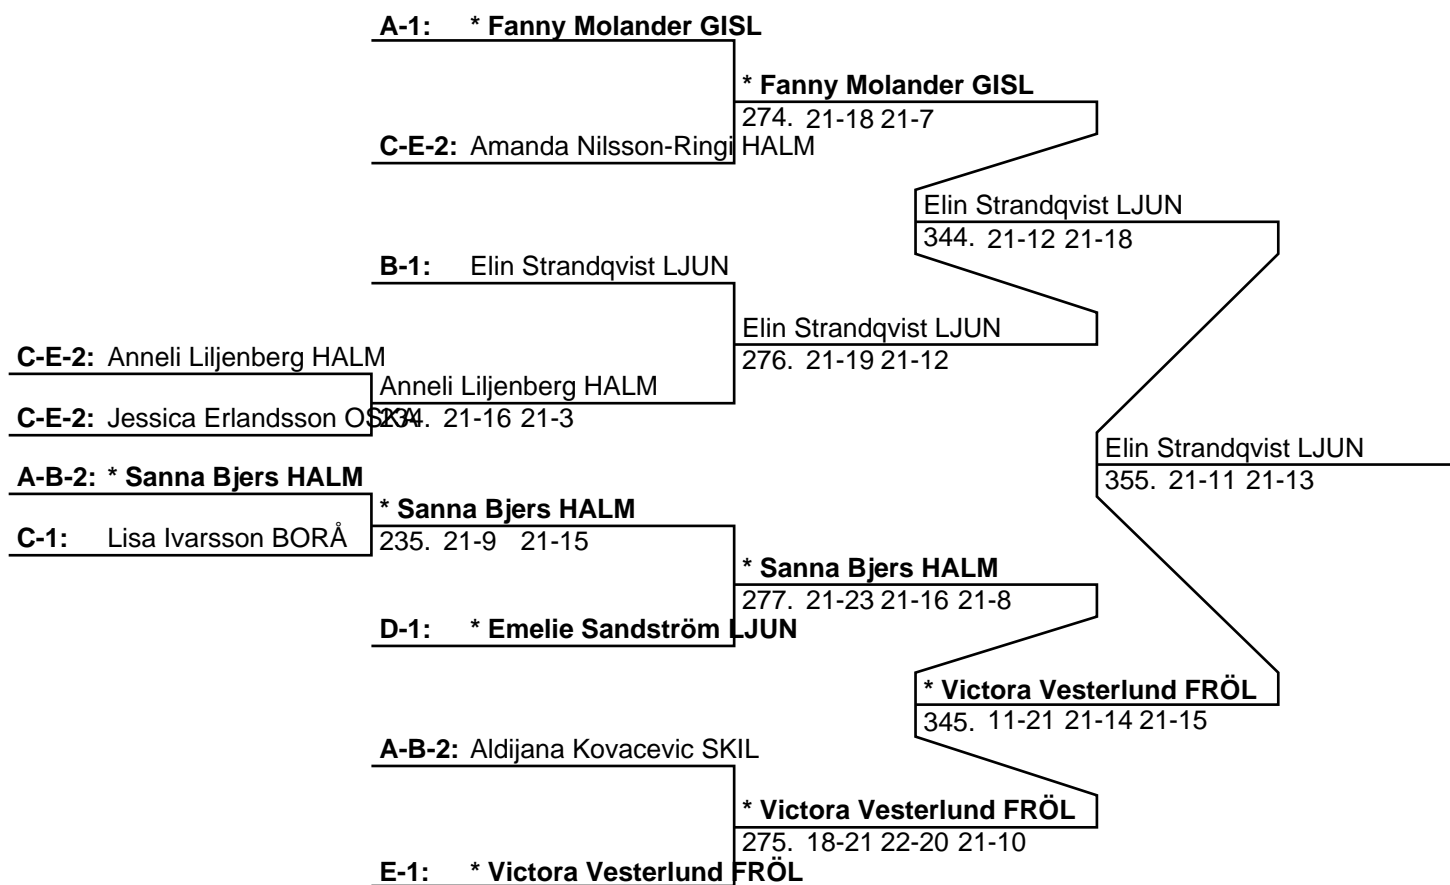 A-1: * Fanny Molander GISL
* Fanny Molander GISL
274. 21-18 21-7
C-E-2: Amanda Nilsson-Ringi HALM
Elin Strandqvist LJUN
344. 21-12 21-18
B-1: Elin Strandqvist LJUN
Elin Strandqvist LJUN
276. 21-19 21-12
C-E-2: Anneli Liljenberg HALM
Anneli Liljenberg HALM
234. 21-16 21-3
C-E-2: Jessica Erlandsson OSKA
Elin Strandqvist LJUN
355. 21-11 21-13
A-B-2: * Sanna Bjers HALM
* Sanna Bjers HALM
235. 21-9 21-15
C-1: Lisa Ivarsson BORÅ
* Sanna Bjers HALM
277. 21-23 21-16 21-8
D-1: * Emelie Sandström LJUN
* Victora Vesterlund FRÖL
345. 11-21 21-14 21-15
A-B-2: Aldijana Kovacevic SKIL
* Victora Vesterlund FRÖL
275. 18-21 22-20 21-10
E-1: * Victora Vesterlund FRÖL